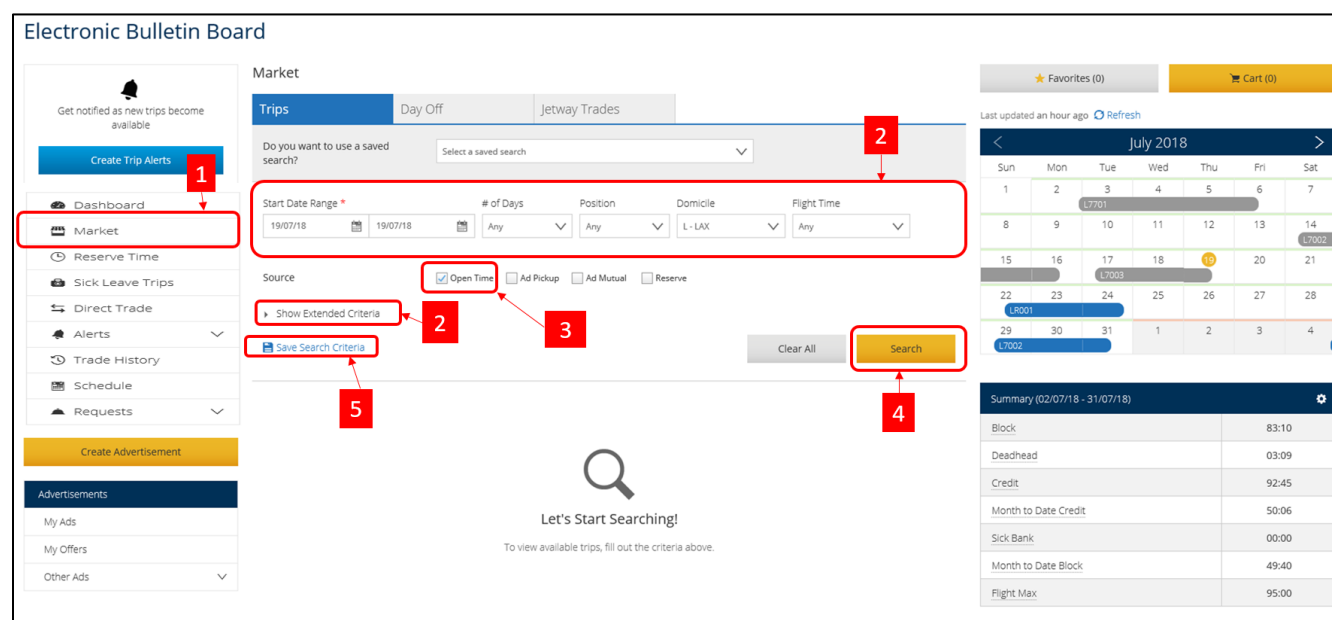 Electronic Bulletin Board
Get notified as new trips become
available
Create Trip Alerts
1
Dashboard
Market
Reserve Time
Sick Leave Trips
Direct Trade
Alerts
Trade History
Schedule
Requests
Create Advertisement
Advertisements
My Ads
My Offers
Other Ads
Market
Trips Day Off Jetway Trades
Do you want to use a saved
search?
Select a saved search
2
Start Date Range * # of Days Position Domicile Flight Time
19/07/18 19/07/18 Any Any L - LAX Any
Source Open Time Ad Pickup Ad Mutual Reserve
Show Extended Criteria
2
3
Save Search Criteria
Clear All Search
5
4
Let's Start Searching!
To view available trips, fill out the criteria above.
Favorites (0) Cart (0)
Last updated an hour ago Refresh
July 2018
Sun Mon Tue Wed Thu Fri Sat
1 2 3 4 5 6 7
L7701
8 9 10 11 12 13 14
L7002
15 16 17 18 19 20 21
L7003
22 23 24 25 26 27 28
LR001
29 30 31 1 2 3 4
L7002
Summary (02/07/18 - 31/07/18)
Block 83:10
Deadhead 03:09
Credit 92:45
Month to Date Credit 50:06
Sick Bank 00:00
Month to Date Block 49:40
Flight Max 95:00